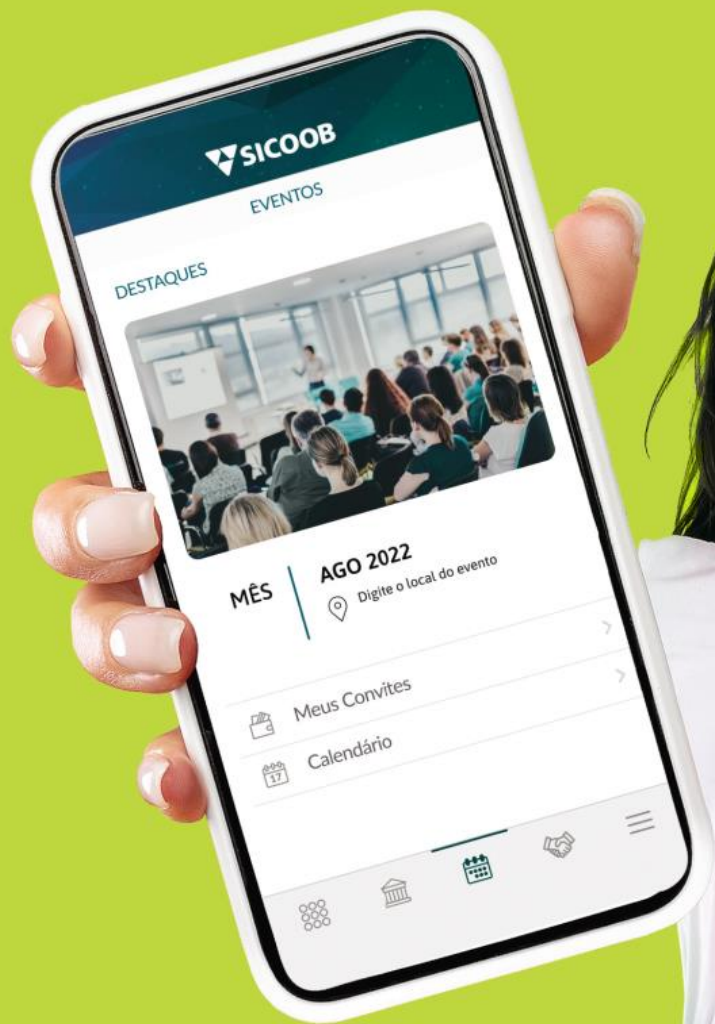 SICOOB
EVENTOS
DESTAQUES
MÊS
AGO 2022
Digite o local do evento
Meus Convites
17
Calendário